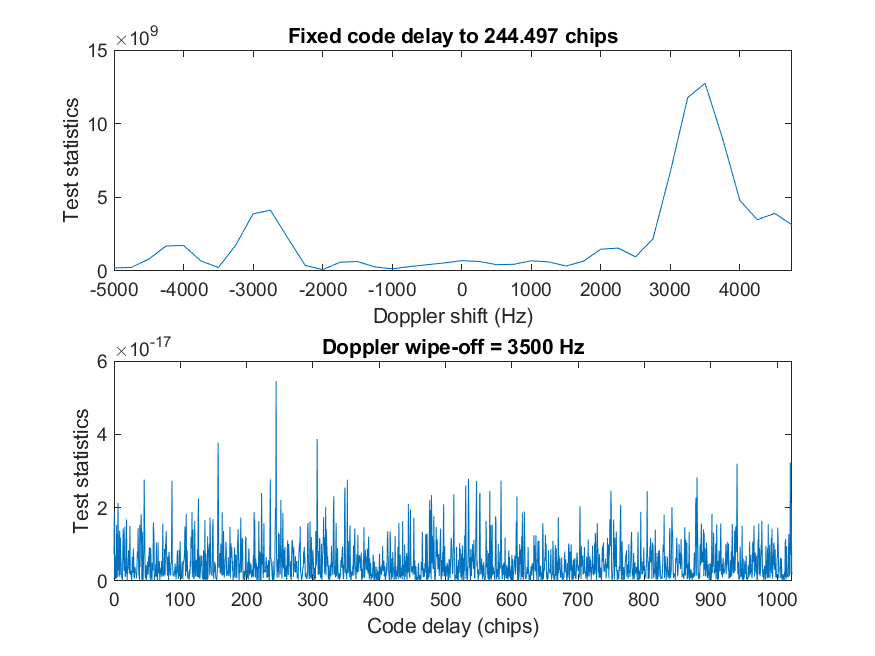 Fixed code delay to 244.497 chips
×10^9
15
10
5
0
Test statistics
-5000 -4000 -3000 -2000 -1000 0 1000 2000 3000 4000
Doppler shift (Hz)
Doppler wipe-off = 3500 Hz
×10^-17
6
4
2
0
Test statistics
0 100 200 300 400 500 600 700 800 900 1000
Code delay (chips)